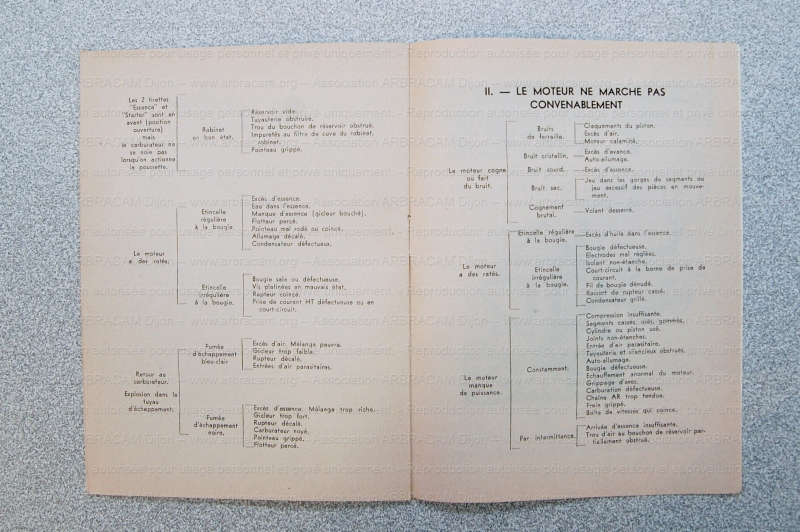 Les 2 tirettes
"Essence" et
"Starter" sont en
avant (position
ouverture)
mais
le carburateur ne
se noie pas
lorsqu'on actionne
la poussette.
Robinet
en bon état.
Réservoir vide.
Tuyauterie obstruée.
Trou du bouchon de réservoir obstrué.
Impuretés au filtre de cuve du robinet.
robinet.
Pointeau grippé.
Le moteur
a des ratés.
Etincelle
régulière
à la bougie
Excès d'essence.
Eau dans l'essence.
Manque d'essence (gicleur bouché).
Flotteur percé.
Pointeau mal rodé ou coincé.
Allumage décalé.
Condensateur défectueux.
Etincelle
irrégulière
à la bougie.
Bougie sale ou défectueuse.
Vis platinées en mauvais état.
Rupteur coincé.
Prise de courant HT défectueuse ou en
court-circuit.
Retour au
carburateur.
Explosion dans le
tuyau
d'échappement.
Fumée
d'échappement
bleu-clair
Excès d'air. Mélange pauvre.
Gicleur trop faible.
Rupteur décalé.
Entrées d'air parasitaires.
Fumée
d'échappement
noire.
Excès d'essence. Mélange trop riche.
Gicleur trop fort.
Rupteur décalé.
Carburateur noyé.
Pointeau grippé.
Flotteur percé.
II. — LE MOTEUR NE MARCHE PAS
CONVENABLEMENT
Le moteur cogne
ou fait
du bruit.
Bruits
de ferraille.
Claquements du piston.
Excès d'air.
Moteur calaminé.
Bruit cristallin.
Excès d'avance.
Auto-allumage.
Bruit sourd.
Excès d'essence.
Bruit sec.
Jeu dans les gorges de segments ou
jeu excessif des pièces en mouve-
ment.
Cognement
brutal.
Volant desserré.
Le moteur
a des ratés.
Etincelle régulière
à la bougie.
Excès d'huile dans l'essence.
Etincelle
irrégulière
à la bougie.
Bougie défectueuse.
Electrodes mal réglées.
Isolant non-étanche.
Court-circuit à la borne de prise de
courant.
Fil de bougie dénudé.
Ressort de rupteur cassé.
Condensateur grillé.
Le moteur
manque
de puissance.
Constamment.
Compression insuffisante.
Segments cassés, usés, gommés.
Cylindre ou piston usé.
Joints non-étanches.
Entrée d'air parasitaire.
Tuyauterie et silencieux obstrués.
Auto-allumage.
Bougie défectueuse.
Echauffement anormal du moteur.
Grippage d'axes.
Carburation défectueuse.
Chaîne AR trop tendue.
Frein grippé.
Boîte de vitesses qui coince.
Par intermittence.
Arrivée d'essence insuffisante.
Trou d'air au bouchon de réservoir par-
tiellement obstrué.